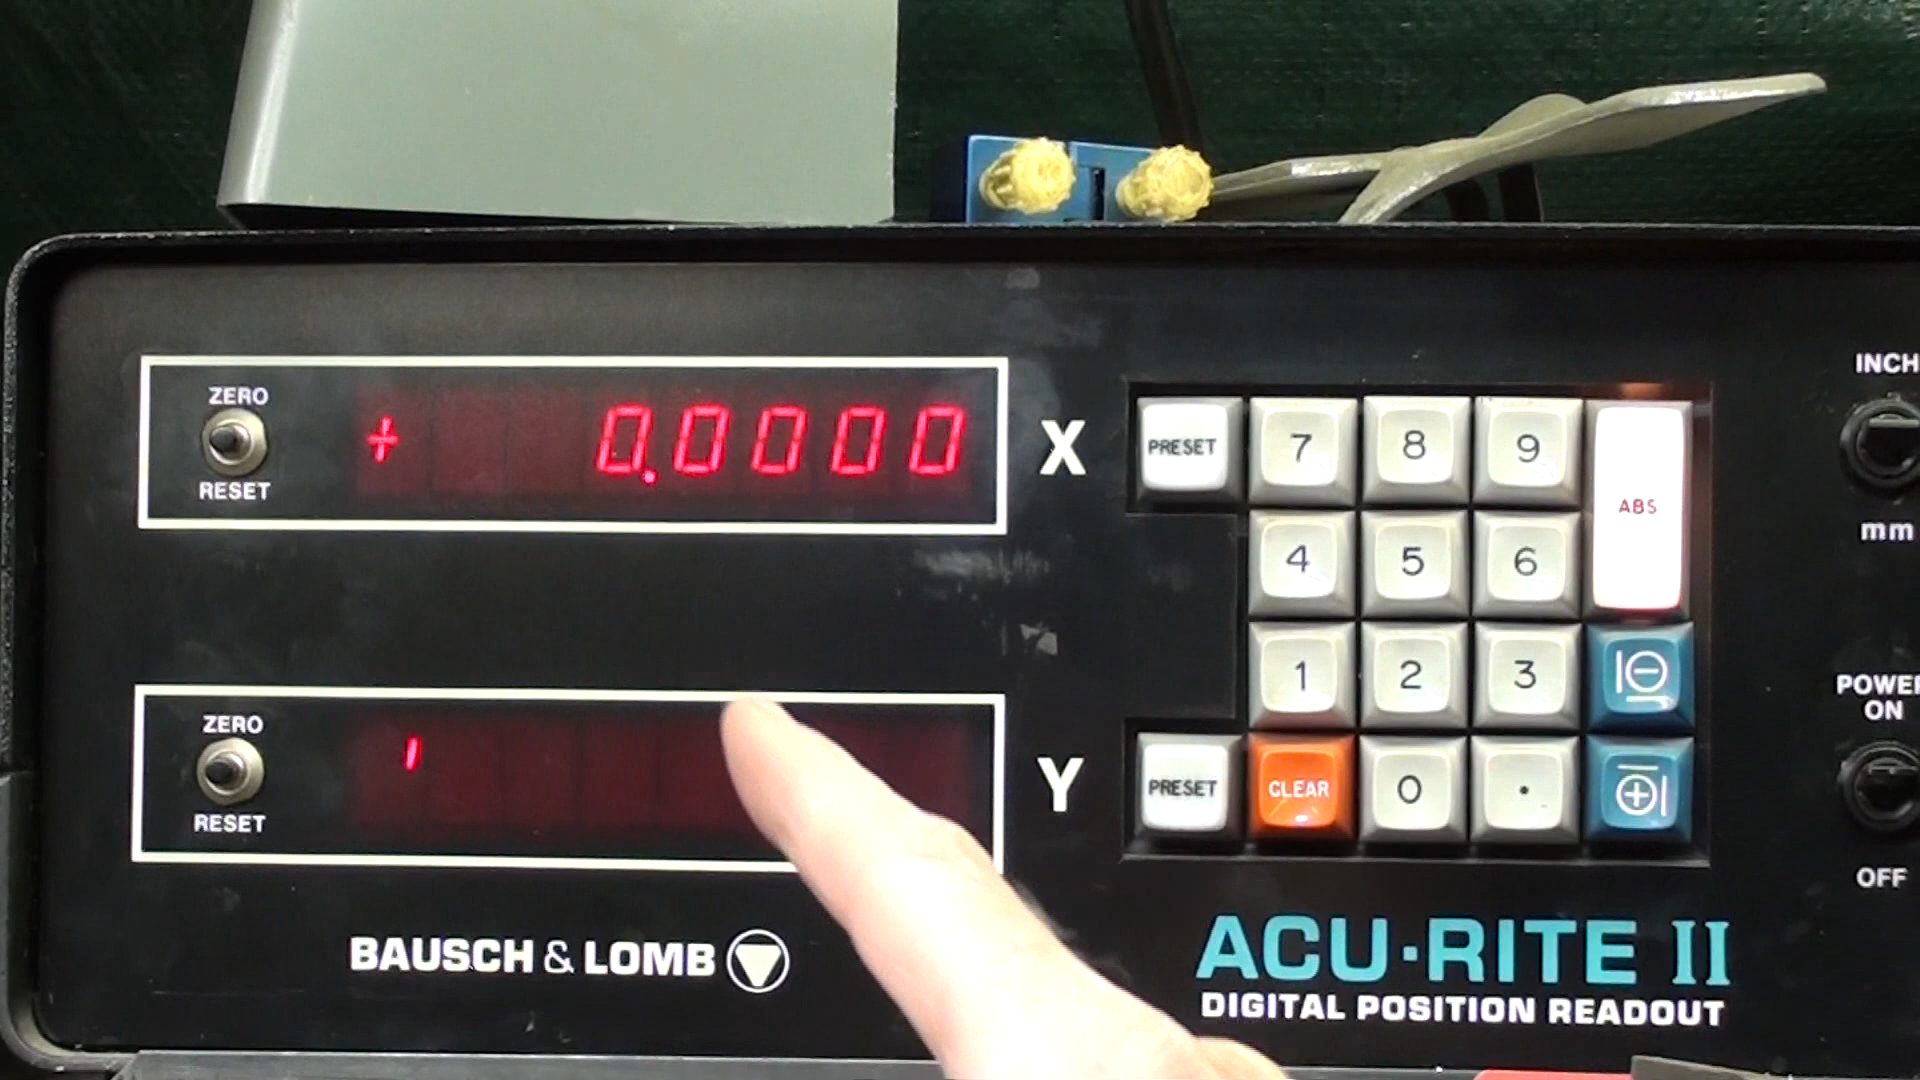 ZERO
RESET
+ 0.0000
X
PRESET
7 8 9
ABS
4 5 6
1 2 3
ZERO
RESET
Y
PRESET
CLEAR
0 .
INCH
mm
POWER
ON
OFF
BAUSCH & LOMB
ACU·RITE II
DIGITAL POSITION READOUT